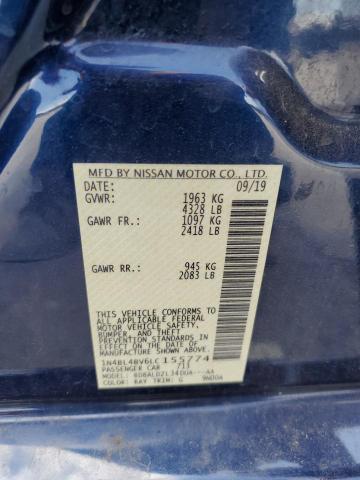 MFD BY NISSAN MOTOR CO., LTD.
DATE: 09/19
GVWR: 1963 KG
4328 LB
GAWR FR.: 1097 KG
2418 LB
GAWR RR.: 945 KG
2083 LB
THIS VEHICLE CONFORMS TO
ALL APPLICABLE FEDERAL
MOTOR VEHICLE SAFETY,
BUMPER, AND THEFT
PREVENTION STANDARDS IN
EFFECT ON THE DATE OF
MANUFACTURE SHOWN ABOVE.
1N4BL4BV6LC155774
PASSENGER CAR
MODEL:
COLOR: RAY TRIM: G